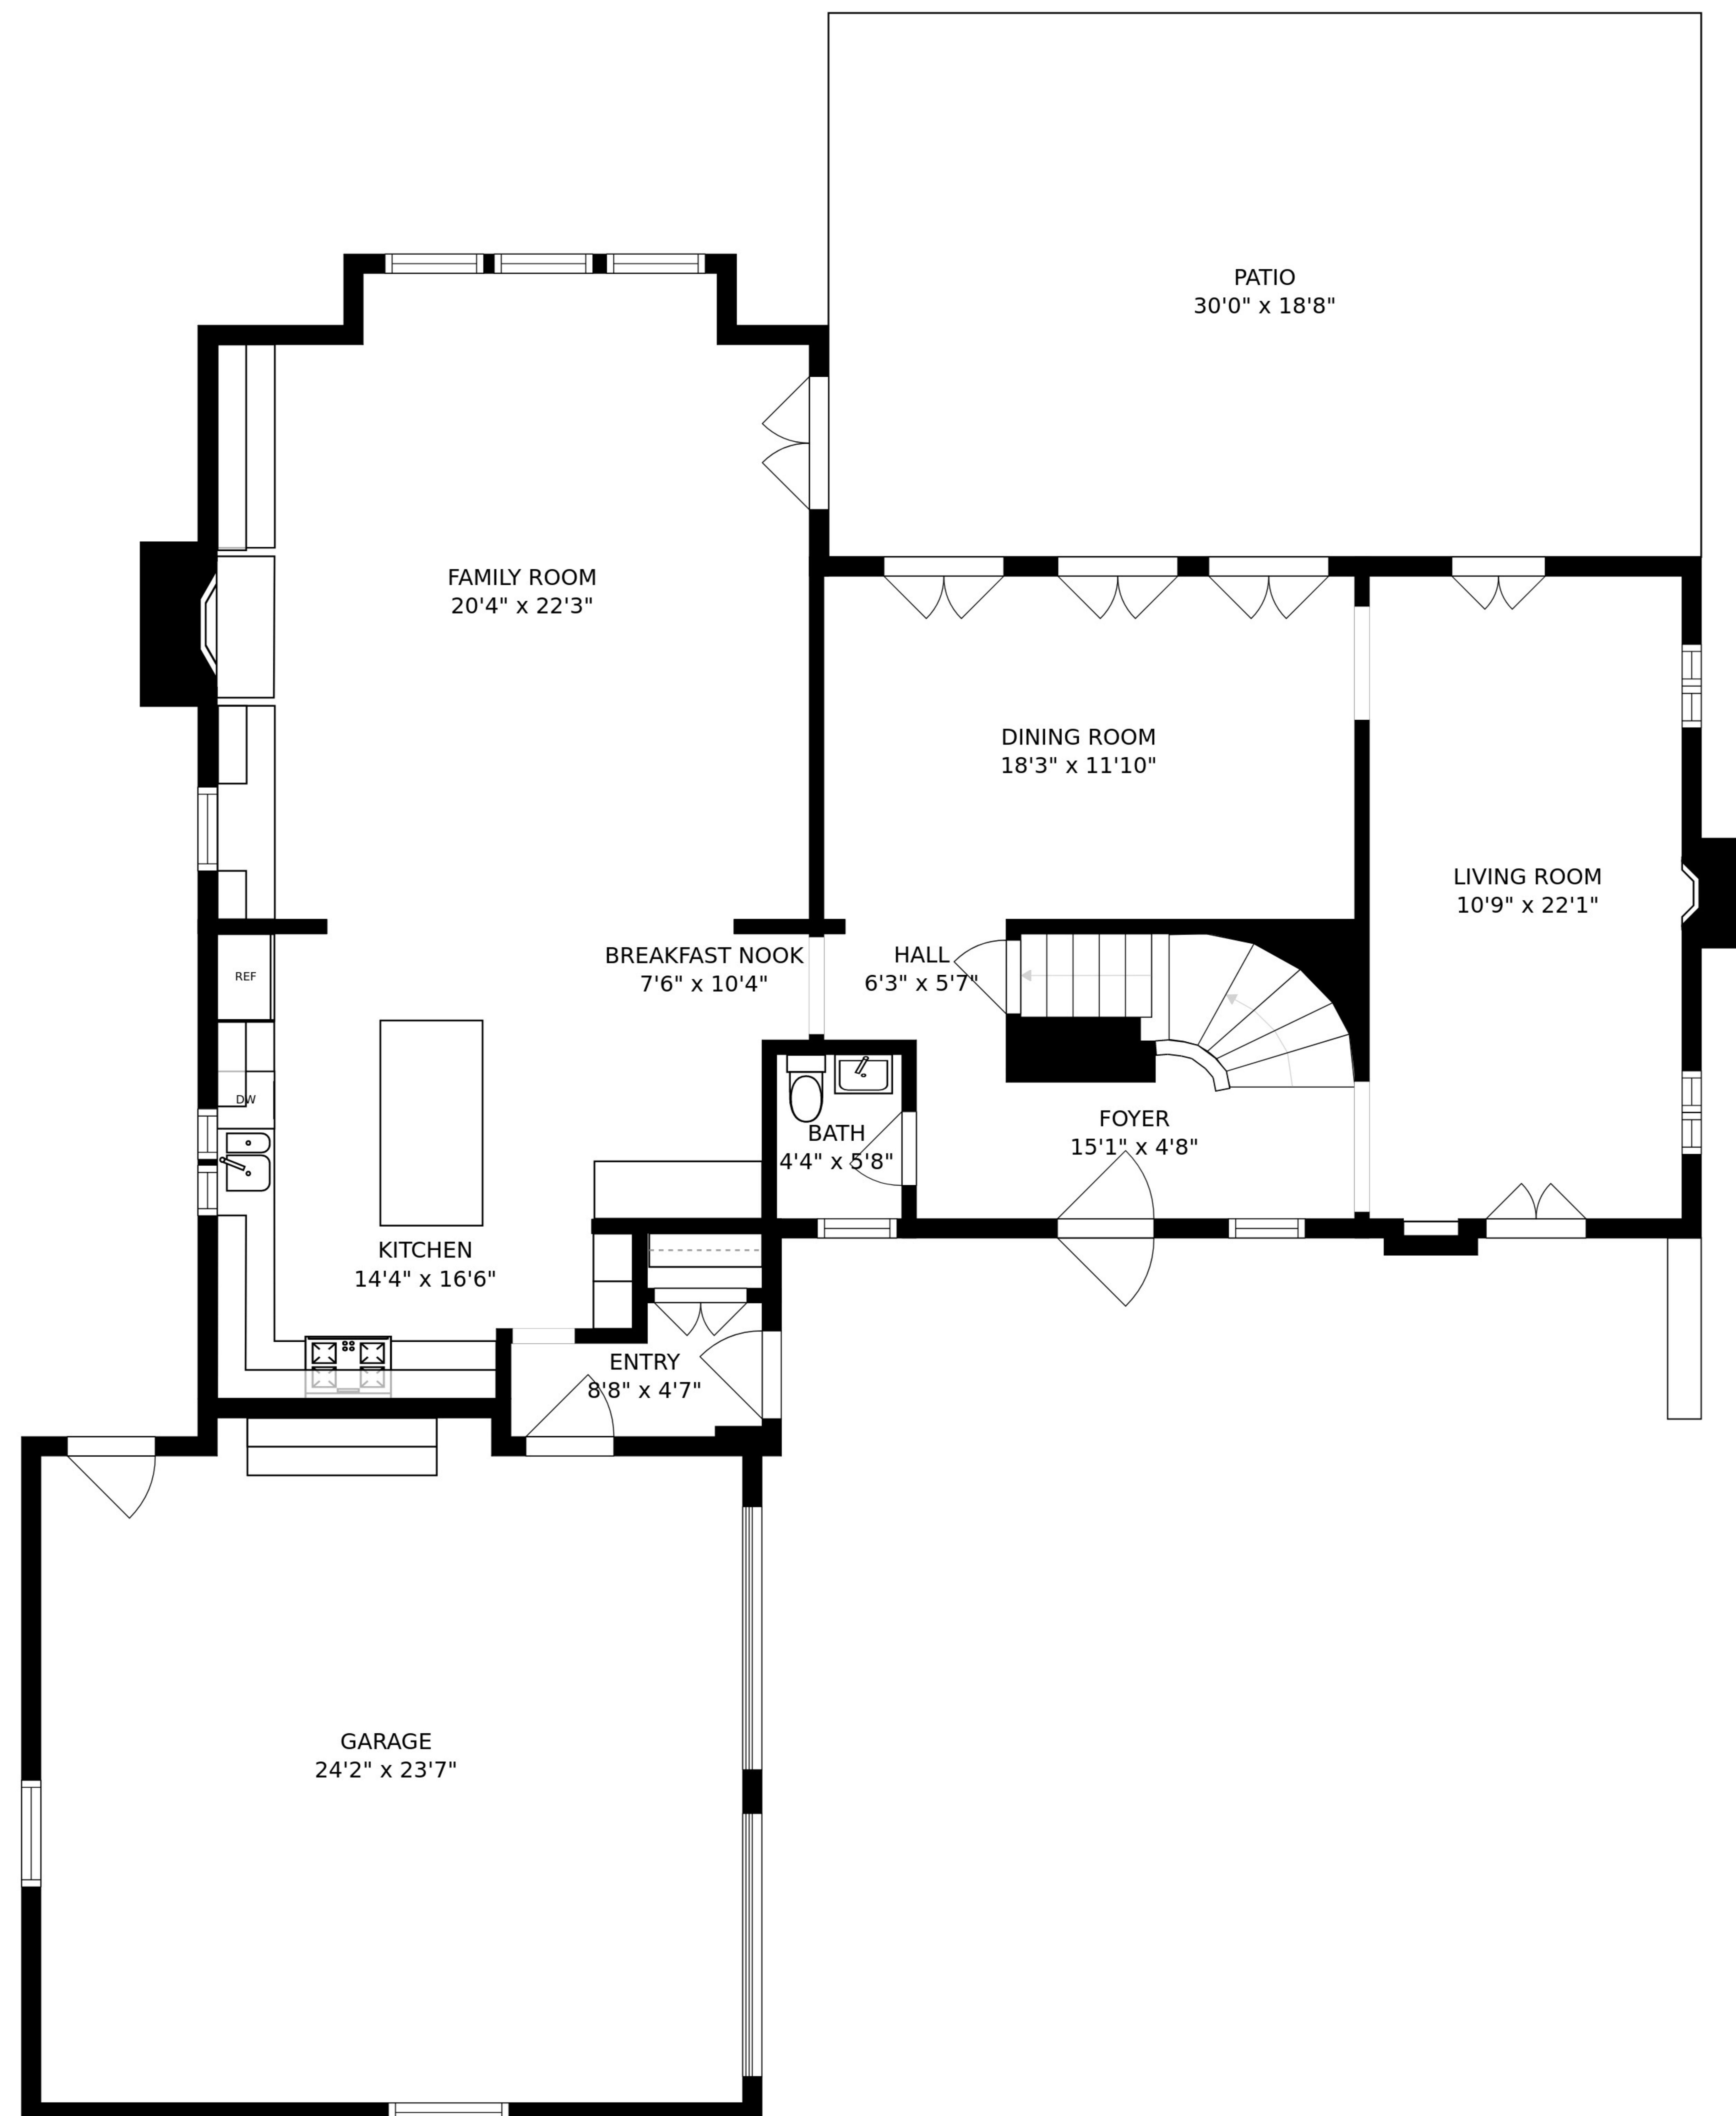 PATIO
30'0" x 18'8"
FAMILY ROOM
20'4" x 22'3"
DINING ROOM
18'3" x 11'10"
LIVING ROOM
10'9" x 22'1"
BREAKFAST NOOK
7'6" x 10'4"
HALL
6'3" x 5'7"
REF
DW
BATH
4'4" x 5'8"
FOYER
15'1" x 4'8"
KITCHEN
14'4" x 16'6"
ENTRY
8'8" x 4'7"
GARAGE
24'2" x 23'7"